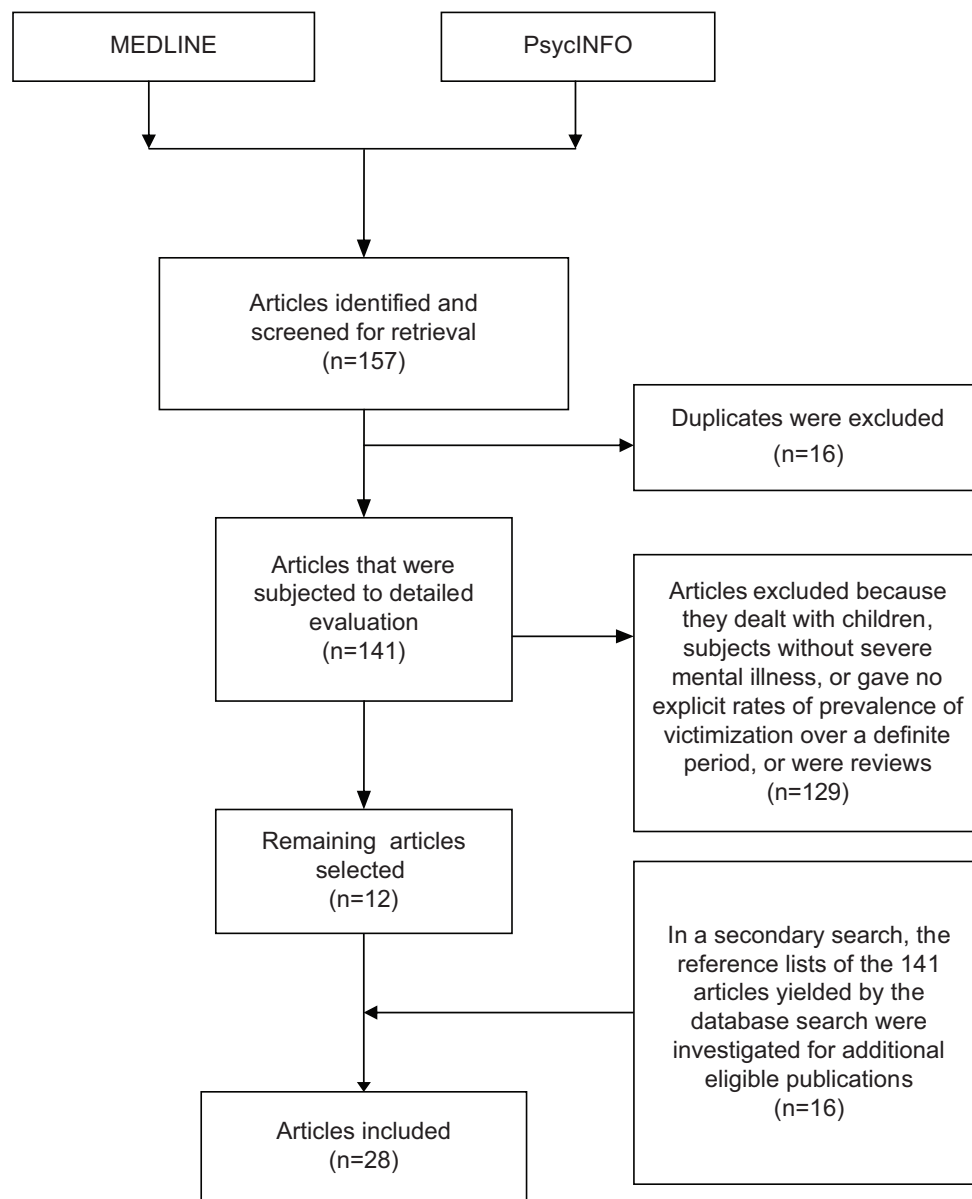 MEDLINE
PsycINFO
Articles identified and
screened for retrieval
(n=157)
Duplicates were excluded
(n=16)
Articles that were
subjected to detailed
evaluation
(n=141)
Articles excluded because
they dealt with children,
subjects without severe
mental illness, or gave no
explicit rates of prevalence of
victimization over a definite
period, or were reviews
(n=129)
Remaining articles
selected
(n=12)
In a secondary search, the
reference lists of the 141
articles yielded by the
database search were
investigated for additional
eligible publications
(n=16)
Articles included
(n=28)